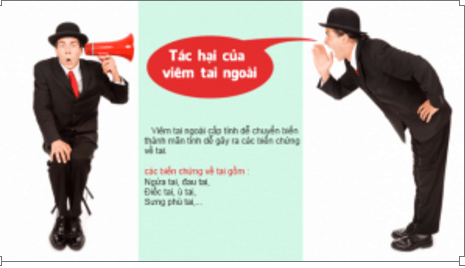 Tác hại của
viêm tai ngoài
Viêm tai ngoài cấp tính dễ chuyển biến
thành mãn tính dễ gây ra các biến chứng
về tai.
các biến chứng về tai gồm :
Ngứa tai, đau tai,
Điếc tai, ù tai,
Sưng phù tai,...